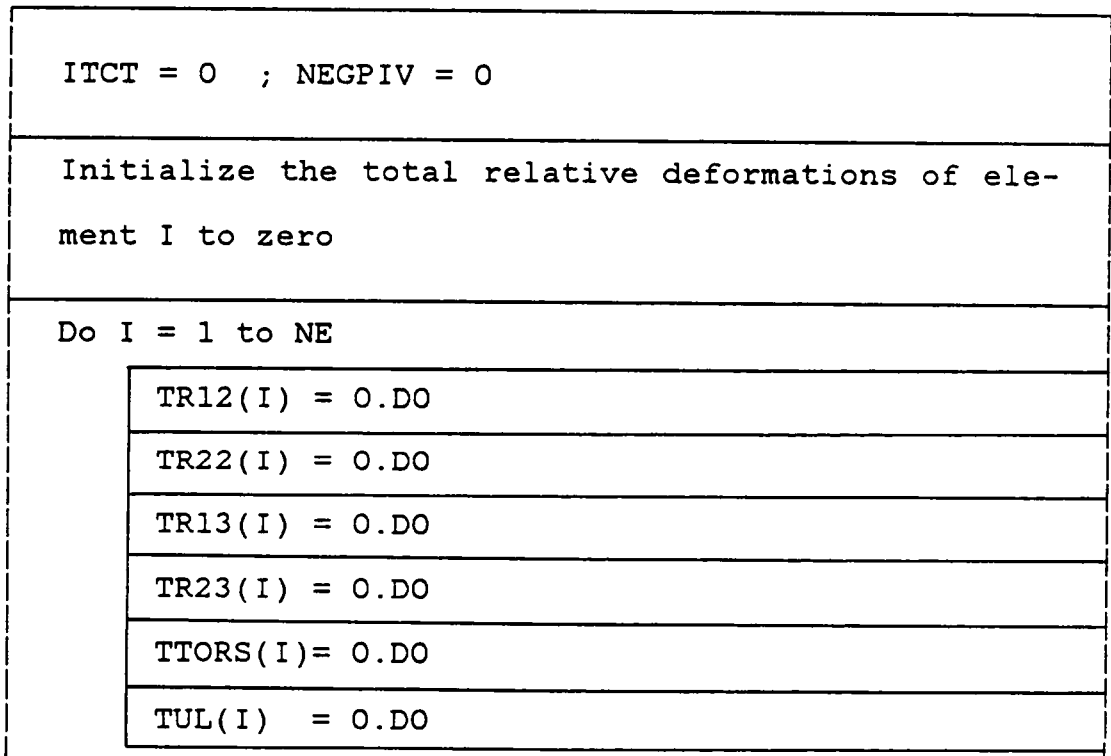 ITCT = 0 ; NEGPIV = 0
Initialize the total relative deformations of ele-
ment I to zero
Do I = 1 to NE
TR12(I) = 0.D0
TR22(I) = 0.D0
TR13(I) = 0.D0
TR23(I) = 0.D0
TTORS(I)= 0.D0
TUL(I) = 0.D0